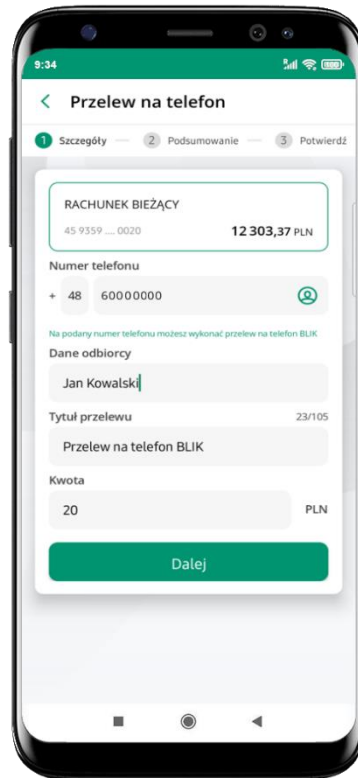 9:34
Przelew na telefon
1 Szczegóły 2 Podsumowanie 3 Potwierdź
RACHUNEK BIEŻĄCY
45 9359 .... 0020 12 303,37 PLN
Numer telefonu
+ 48 60000000
Na podany numer telefonu możesz wykonać przelew na telefon BLIK
Dane odbiorcy
Jan Kowalski
Tytuł przelewu 23/105
Przelew na telefon BLIK
Kwota
20 PLN
Dalej